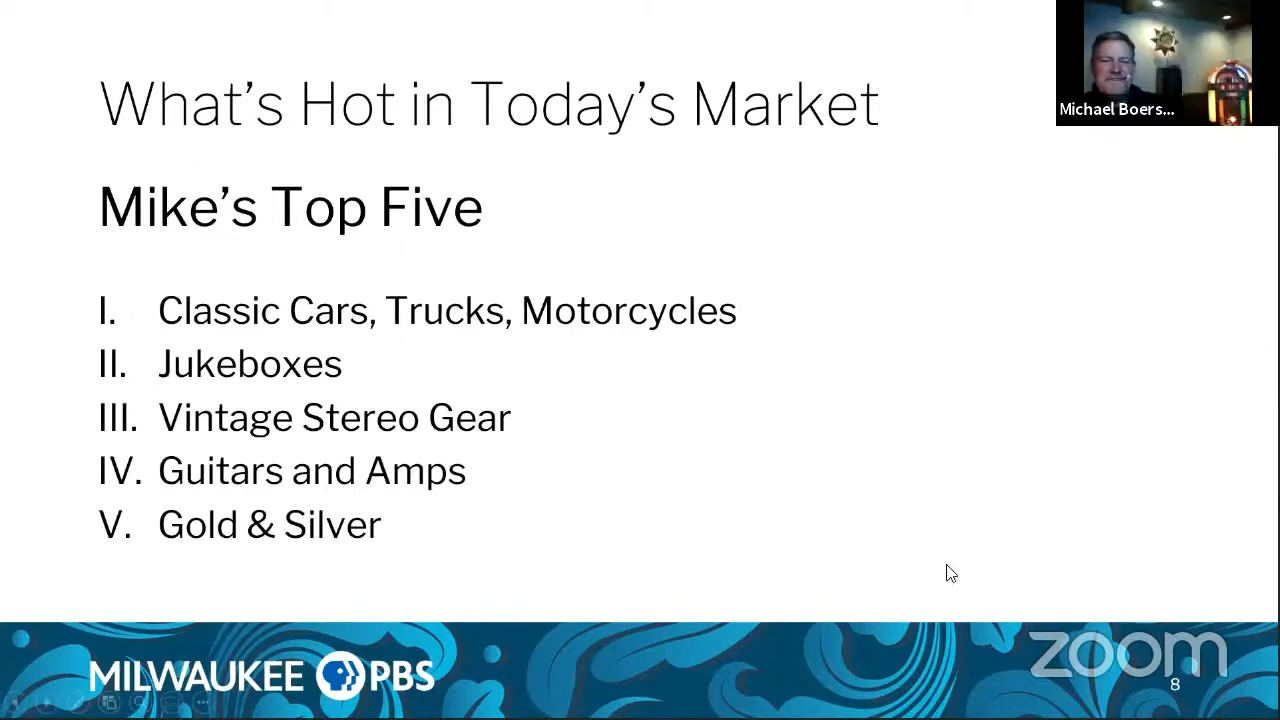 What's Hot in Today's Market
Michael Boers...
Mike's Top Five
I. Classic Cars, Trucks, Motorcycles
II. Jukeboxes
III. Vintage Stereo Gear
IV. Guitars and Amps
V. Gold & Silver
MILWAUKEE PBS
zoom
8